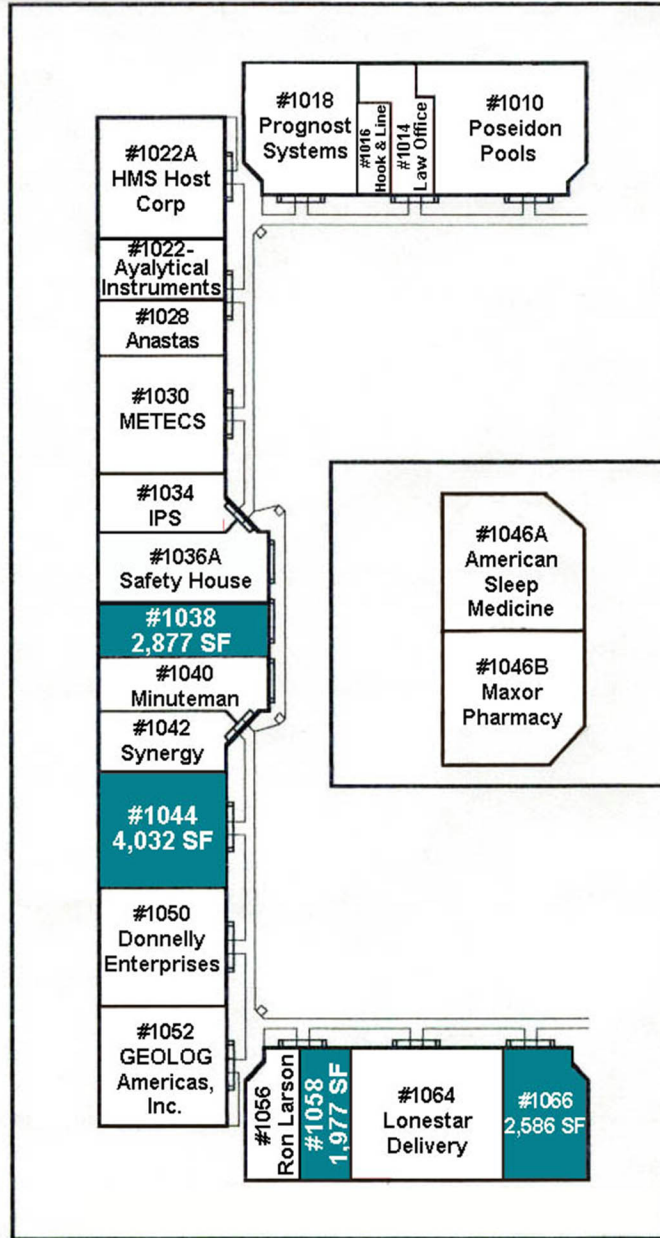 #1018
Prognost
Systems
#1016
Hook & Line
#1014
Law Office
#1010
Poseidon
Pools
#1022A
HMS Host
Corp
#1022-
Ayalytical
Instruments
#1028
Anastas
#1030
METECS
#1034
IPS
#1036A
Safety House
#1038
2,877 SF
#1040
Minuteman
#1042
Synergy
#1044
4,032 SF
#1050
Donnelly
Enterprises
#1052
GEOLOG
Americas,
Inc.
#1046A
American
Sleep
Medicine
#1046B
Maxor
Pharmacy
#1056
Ron Larson
#1058
1,977 SF
#1064
Lonestar
Delivery
#1066
2,586 SF